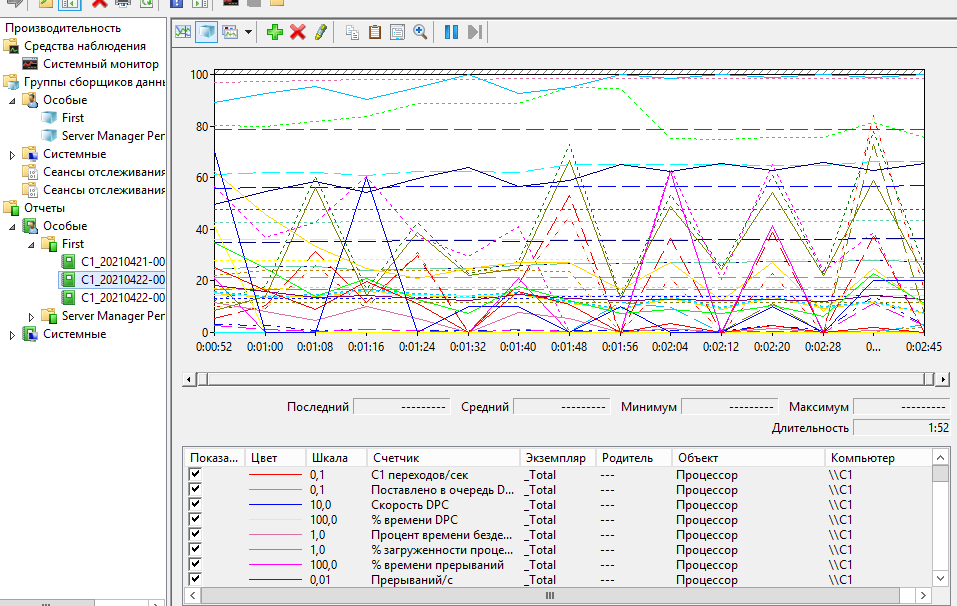 Производительность
Средства наблюдения
Системный монитор
Группы сборщиков данн
Особые
First
Server Manager Per
Системные
Сеансы отслеживания
Сеансы отслеживания
Отчеты
Особые
First
C1_20210421-00
C1_20210422-00
C1_20210422-00
Server Manager Per
Системные
100
80
60
40
20
0
0:00:52 0:01:00 0:01:08 0:01:16 0:01:24 0:01:32 0:01:40 0:01:48 0:01:56 0:02:04 0:02:12 0:02:20 0:02:28 0... 0:02:45
Последний --------- Средний --------- Минимум --------- Максимум ---------
Длительность 1:52
Показа... Цвет Шкала Счетчик Экземпляр Родитель Объект Компьютер
0,1 C1 переходов/сек _Total --- Процессор \\C1
0,1 Поставлено в очередь D... _Total --- Процессор \\C1
10,0 Скорость DPC _Total --- Процессор \\C1
100,0 % времени DPC _Total --- Процессор \\C1
1,0 Процент времени безде... _Total --- Процессор \\C1
1,0 % загруженности проце... _Total --- Процессор \\C1
100,0 % времени прерываний _Total --- Процессор \\C1
0,01 Прерываний/с _Total --- Процессор \\C1